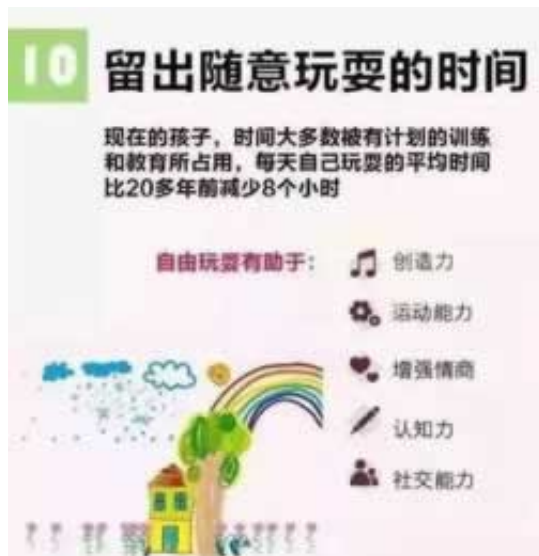 10
留出随意玩耍的时间
现在的孩子，时间大多数被有计划的训练
和教育所占用，每天自己玩耍的平均时间
比20多年前减少8个小时
自由玩耍有助于：
创造力
运动能力
增强情商
认知力
社交能力